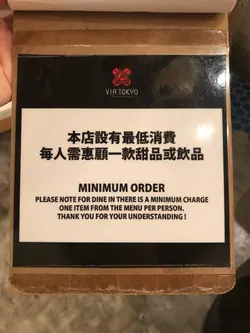 VIA TOKYO
本店設有最低消費
每人需惠顧一款甜品或飲品
MINIMUM ORDER
PLEASE NOTE FOR DINE IN THERE IS A MINIMUM CHARGE
ONE ITEM FROM THE MENU PER PERSON.
THANK YOU FOR YOUR UNDERSTANDING !